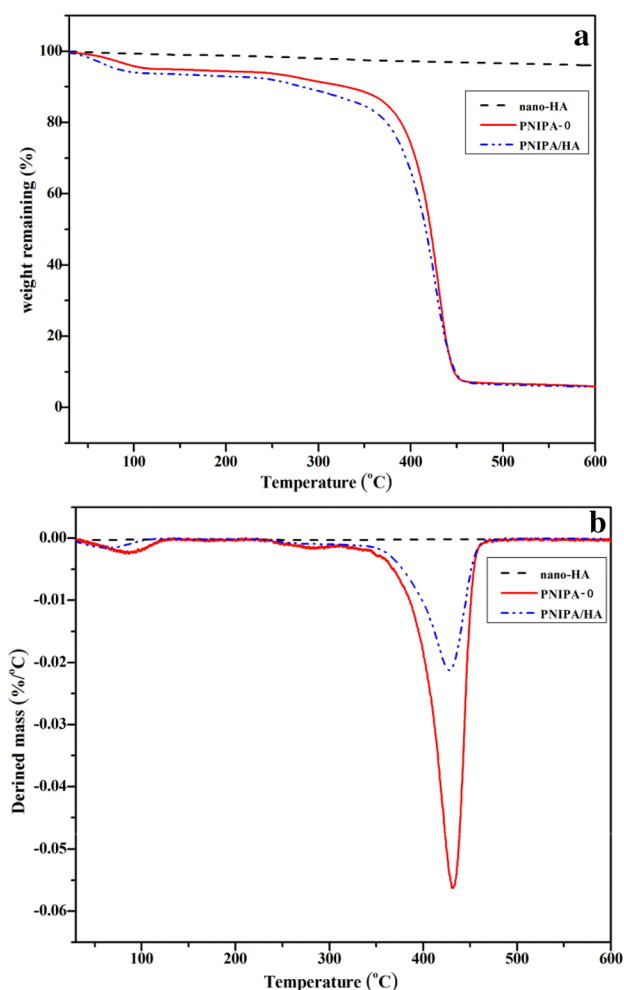 a
100
80
60
40
20
0
weight remaining (%)
nano-HA
PNIPA-0
PNIPA/HA
100 200 300 400 500 600
Temperature (°C)
b
0.00
-0.01
-0.02
-0.03
-0.04
-0.05
-0.06
Derined mass (%/°C)
nano-HA
PNIPA-0
PNIPA/HA
100 200 300 400 500 600
Temperature (°C)